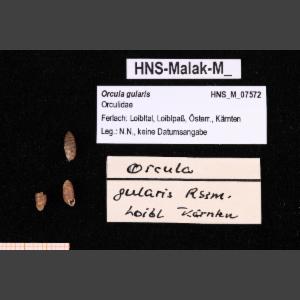 HNS-Malak-M_
Orcula gularis HNS_M_07572
Orculidae
Ferlach: Loibltal, Loiblpaß, Österr., Kärnten
Leg.: N.N., keine Datumsangabe
Orcula
gularis Rssm.
Loibl Kärnten